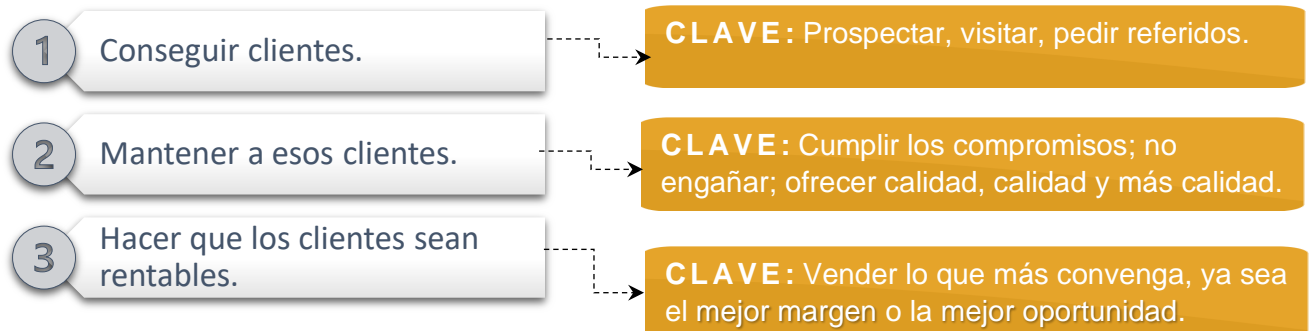 1
Conseguir clientes.
CLAVE: Prospectar, visitar, pedir referidos.
2
Mantener a esos clientes.
CLAVE: Cumplir los compromisos; no
engañar; ofrecer calidad, calidad y más calidad.
3
Hacer que los clientes sean
rentables.
CLAVE: Vender lo que más convenga, ya sea
el mejor margen o la mejor oportunidad.